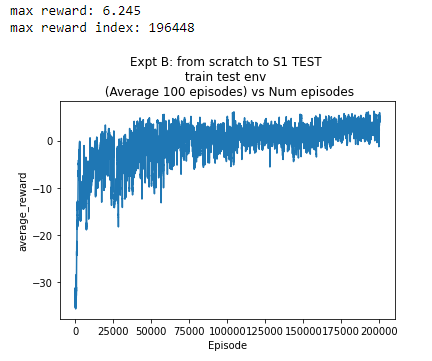 max reward: 6.245
max reward index: 196448
Expt B: from scratch to S1 TEST
train test env
(Average 100 episodes) vs Num episodes
0
−10
−20
−30
average_reward
0 25000 50000 75000 100000 125000 150000 175000 200000
Episode